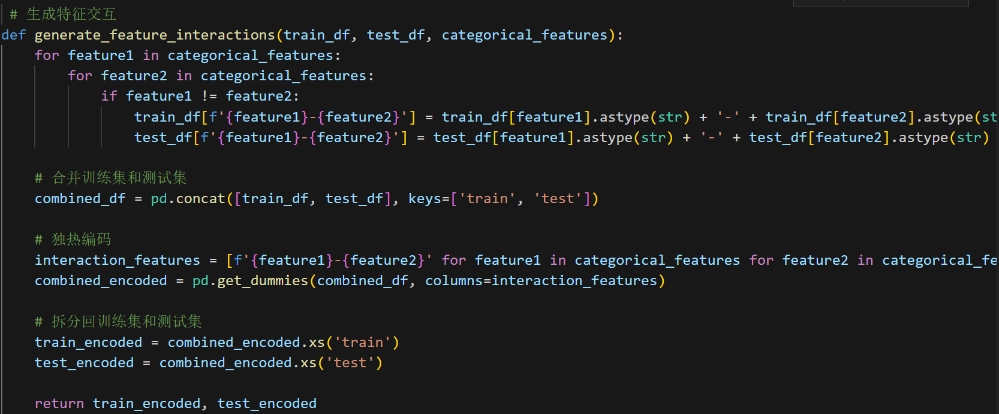 # 生成特征交互
def generate_feature_interactions(train_df, test_df, categorical_features):
    for feature1 in categorical_features:
        for feature2 in categorical_features:
            if feature1 != feature2:
                train_df[f'{feature1}-{feature2}'] = train_df[feature1].astype(str) + '-' + train_df[feature2].astype(st
                test_df[f'{feature1}-{feature2}'] = test_df[feature1].astype(str) + '-' + test_df[feature2].astype(str)

    # 合并训练集和测试集
    combined_df = pd.concat([train_df, test_df], keys=['train', 'test'])

    # 独热编码
    interaction_features = [f'{feature1}-{feature2}' for feature1 in categorical_features for feature2 in categorical_fe
    combined_encoded = pd.get_dummies(combined_df, columns=interaction_features)

    # 拆分回训练集和测试集
    train_encoded = combined_encoded.xs('train')
    test_encoded = combined_encoded.xs('test')

    return train_encoded, test_encoded